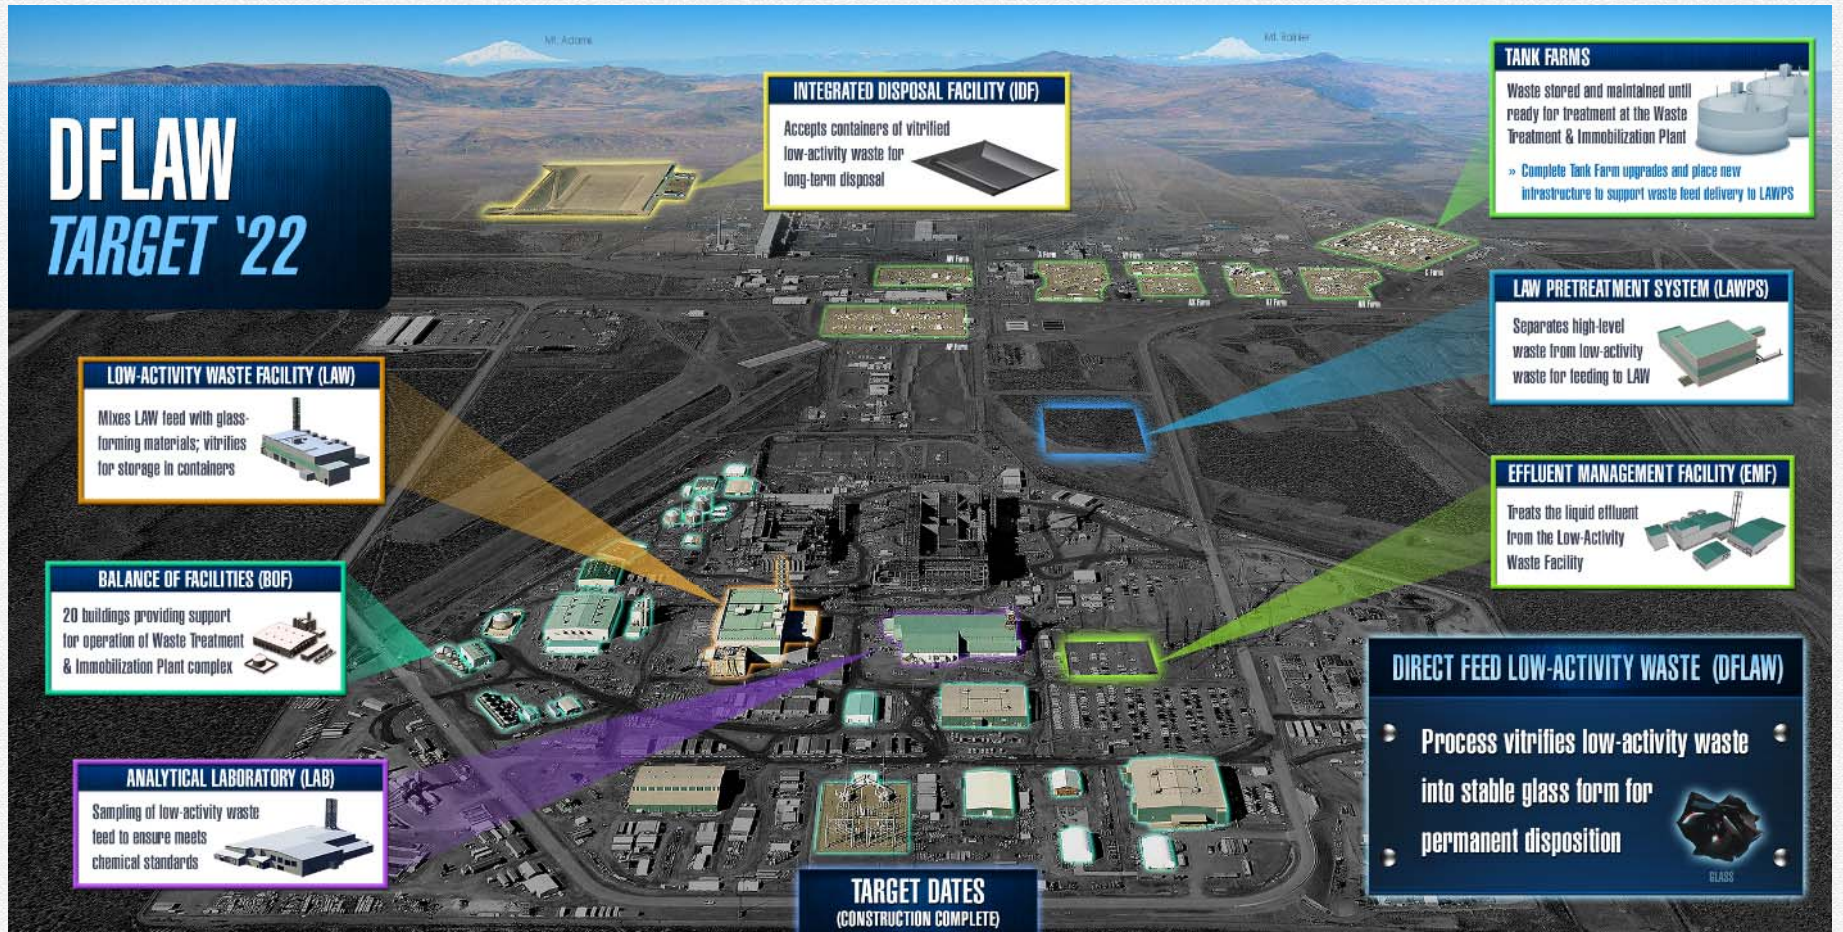 Mt. Adams
Mt. Rainier
DFLAW
TARGET '22
INTEGRATED DISPOSAL FACILITY (IDF)
Accepts containers of vitrified
low-activity waste for
long-term disposal
TANK FARMS
Waste stored and maintained until
ready for treatment at the Waste
Treatment & Immobilization Plant
» Complete Tank Farm upgrades and place new
infrastructure to support waste feed delivery to LAWPS
AP Farm
LAW PRETREATMENT SYSTEM (LAWPS)
Separates high-level
waste from low-activity
waste for feeding to LAW
LOW-ACTIVITY WASTE FACILITY (LAW)
Mixes LAW feed with glass-
forming materials; vitrifies
for storage in containers
EFFLUENT MANAGEMENT FACILITY (EMF)
Treats the liquid effluent
from the Low-Activity
Waste Facility
BALANCE OF FACILITIES (BOF)
20 buildings providing support
for operation of Waste Treatment
& Immobilization Plant complex
ANALYTICAL LABORATORY (LAB)
Sampling of low-activity waste
feed to ensure meets
chemical standards
DIRECT FEED LOW-ACTIVITY WASTE (DFLAW)
Process vitrifies low-activity waste
into stable glass form for
permanent disposition
GLASS
TARGET DATES
(CONSTRUCTION COMPLETE)